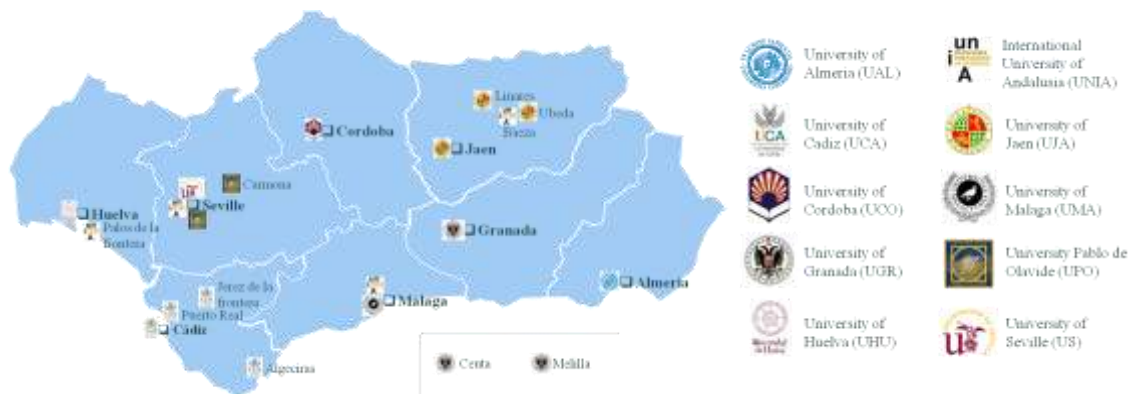 Linares
Ubeda
Baeza
Cordoba
Jaen
Carmona
Seville
Huelva
Palos de la
frontera
Granada
Almeria
Jerez de la
frontera
Puerto Real
Cádiz
Málaga
Algeciras
Ceuta
Melilla
University of
Almeria (UAL)
UCA
University of
Cadiz (UCA)
University of
Cordoba (UCO)
University of
Granada (UGR)
University of
Huelva (UHU)
un
iA
International
University of
Andalusia (UNIA)
University of
Jaen (UJA)
University of
Malaga (UMA)
University Pablo de
Olavide (UPO)
University of
Seville (US)